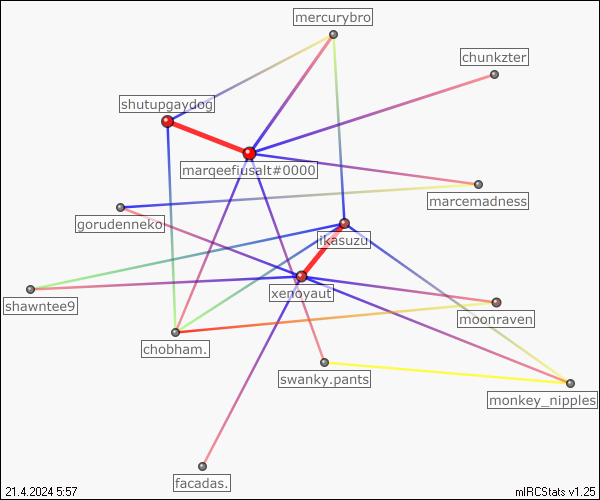 mercurybro
chunkzter
shutupgaydog
marqeefiusalt#0000
marcemadness
gorudenneko
ikasuzu
xenoyaut
shawntee9
moonraven
chobham.
swanky.pants
monkey_nipples
facadas.
21.4.2024 5:57
mIRCStats v1.25